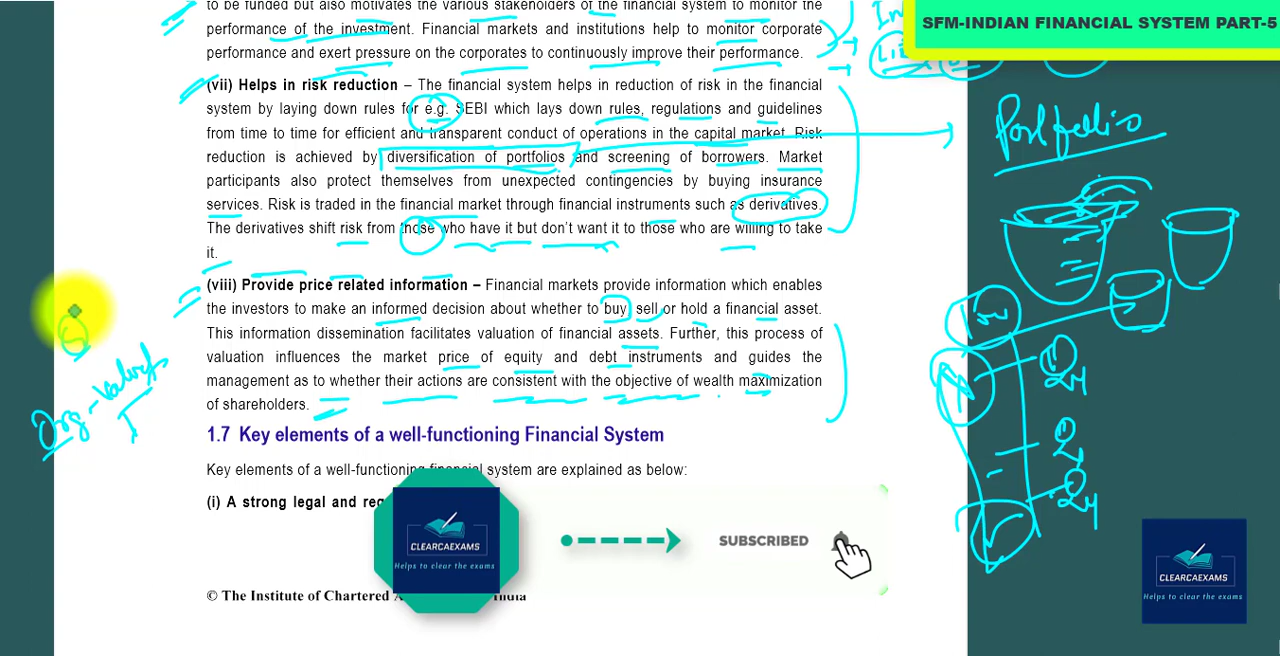 to be funded but also motivates the various stakeholders of the financial system to monitor the
performance of the investment. Financial markets and institutions help to monitor corporate
performance and exert pressure on the corporates to continuously improve their performance.
SFM-INDIAN FINANCIAL SYSTEM PART-5
(vii) Helps in risk reduction – The financial system helps in reduction of risk in the financial
system by laying down rules for e.g. SEBI which lays down rules, regulations and guidelines
from time to time for efficient and transparent conduct of operations in the capital market. Risk
reduction is achieved by diversification of portfolios and screening of borrowers. Market
participants also protect themselves from unexpected contingencies by buying insurance
services. Risk is traded in the financial market through financial instruments such as derivatives.
The derivatives shift risk from those who have it but don't want it to those who are willing to take
it.
Portfolio
(viii) Provide price related information – Financial markets provide information which enables
the investors to make an informed decision about whether to buy, sell or hold a financial asset.
This information dissemination facilitates valuation of financial assets. Further, this process of
valuation influences the market price of equity and debt instruments and guides the
management as to whether their actions are consistent with the objective of wealth maximization
of shareholders.
1.7 Key elements of a well-functioning Financial System
Key elements of a well-functioning financial system are explained as below:
(i) A strong legal and reg
CLEARCAEXAMS
Helps to clear the exams
SUBSCRIBED
CLEARCAEXAMS
Helps to clear the exams
© The Institute of Chartered A India